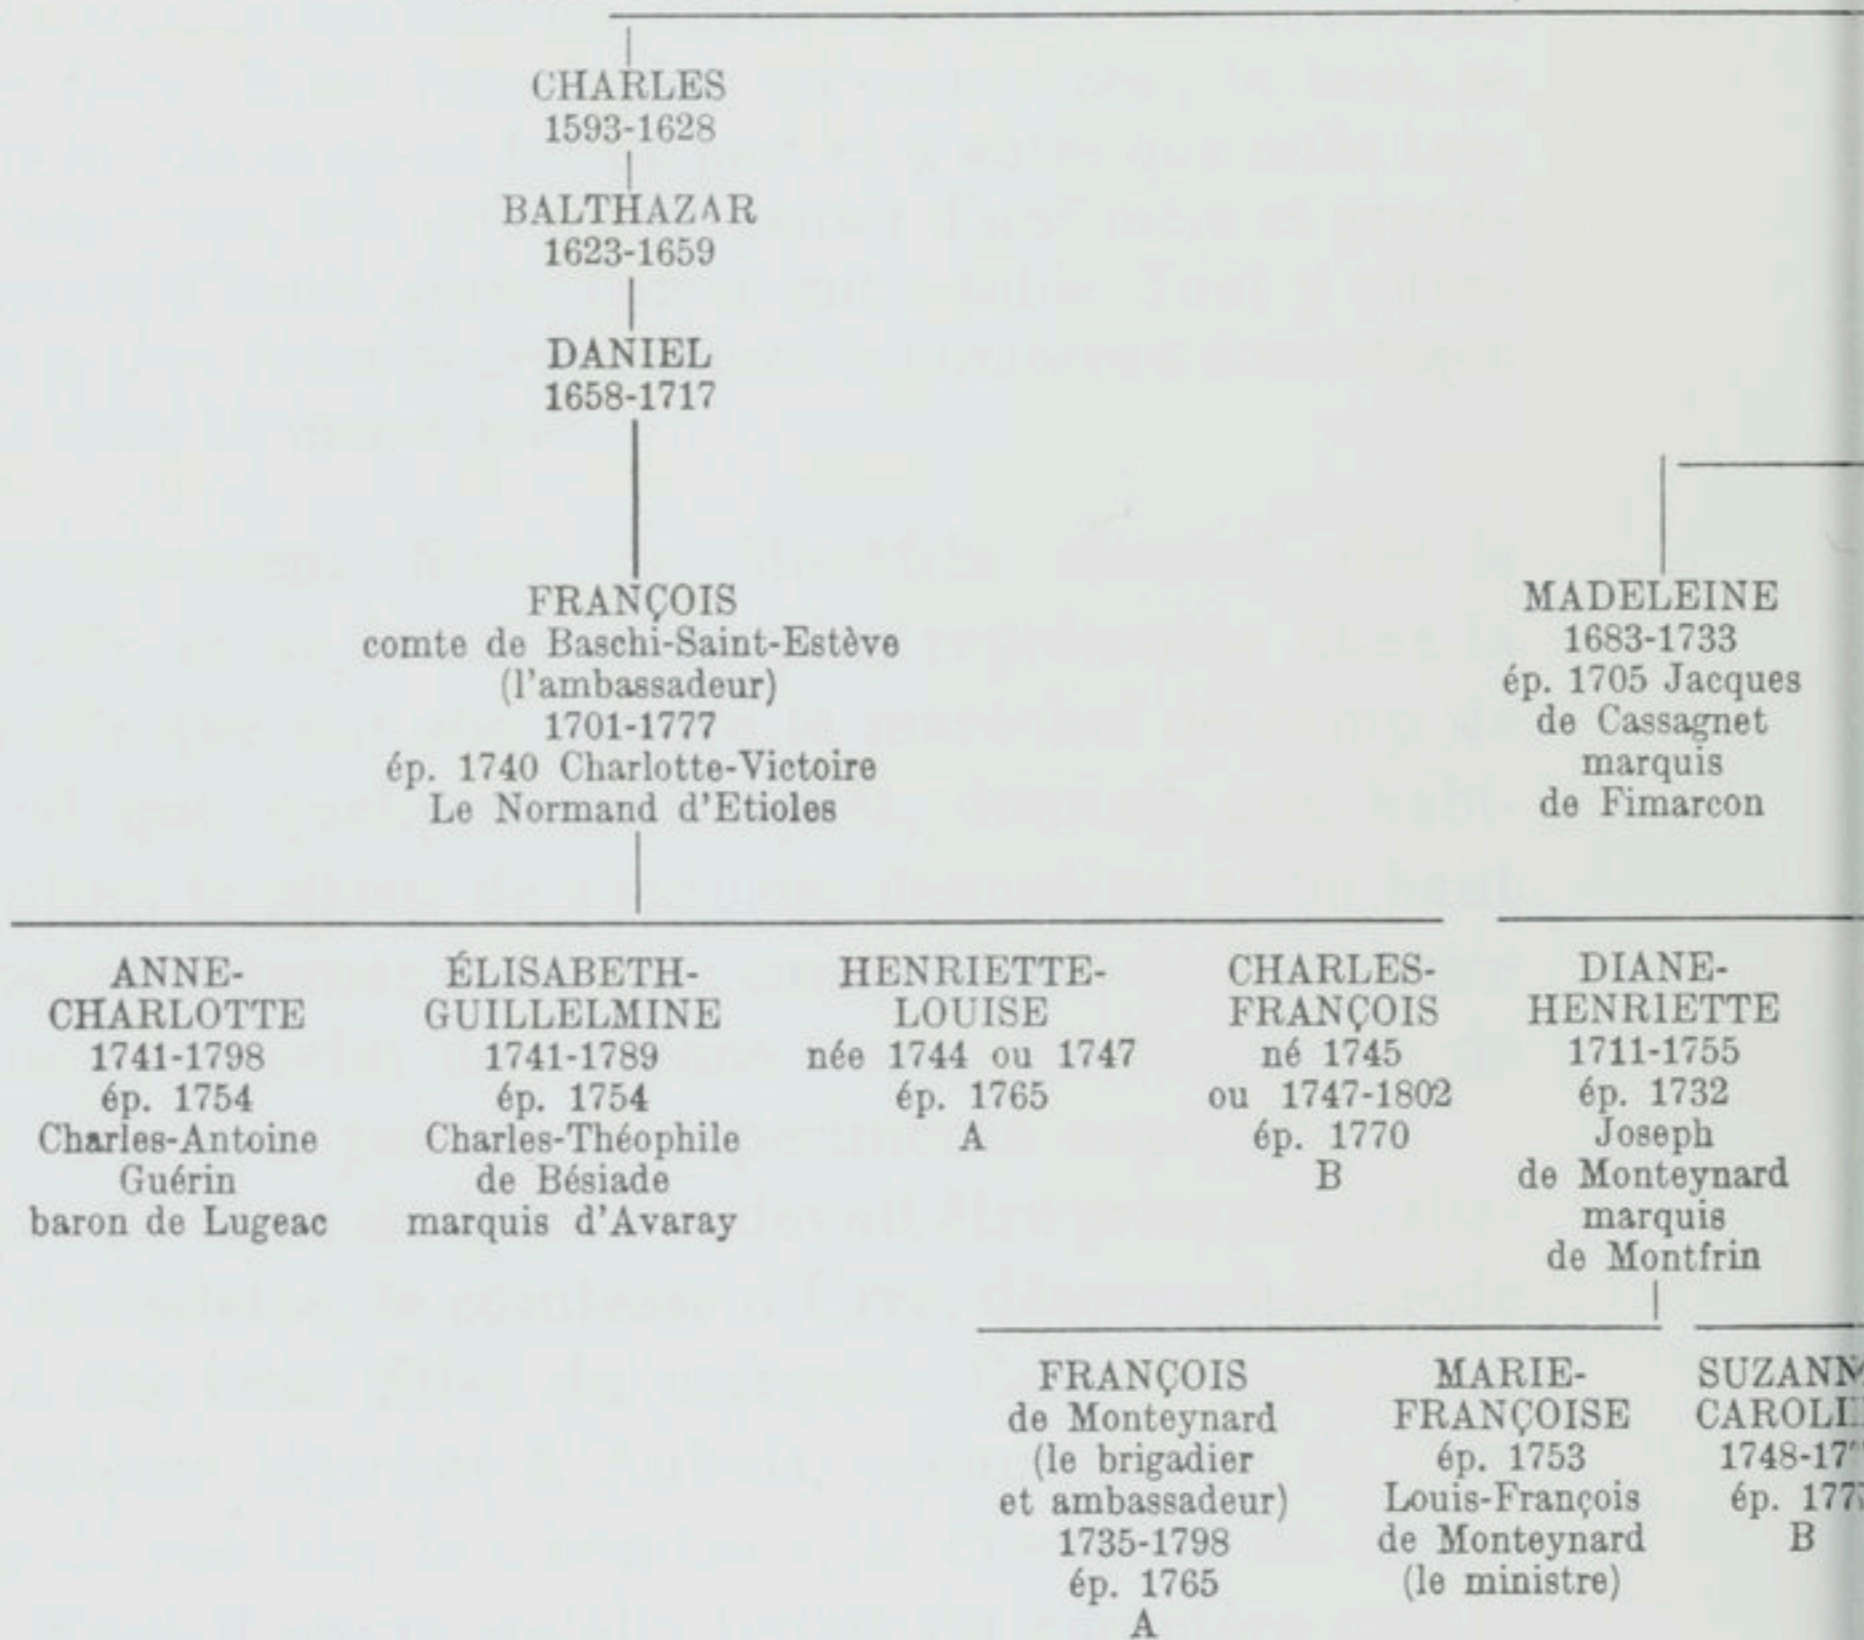 CHARLES
1593-1628
BALTHAZAR
1623-1659
DANIEL
1658-1717
FRANÇOIS
comte de Baschi-Saint-Estève
(l'ambassadeur)
1701-1777
ép. 1740 Charlotte-Victoire
Le Normand d'Etioles
MADELEINE
1683-1733
ép. 1705 Jacques
de Cassagnet
marquis
de Fimarcon
ANNE-
CHARLOTTE
1741-1798
ép. 1754
Charles-Antoine
Guérin
baron de Lugeac
ÉLISABETH-
GUILLELMINE
1741-1789
ép. 1754
Charles-Théophile
de Bésiade
marquis d'Avaray
HENRIETTE-
LOUISE
née 1744 ou 1747
ép. 1765
A
CHARLES-
FRANÇOIS
né 1745
ou 1747-1802
ép. 1770
B
DIANE-
HENRIETTE
1711-1755
ép. 1732
Joseph
de Monteynard
marquis
de Montfrin
FRANÇOIS
de Monteynard
(le brigadier
et ambassadeur)
1735-1798
ép. 1765
A
MARIE-
FRANÇOISE
ép. 1753
Louis-François
de Monteynard
(le ministre)
ép.
B